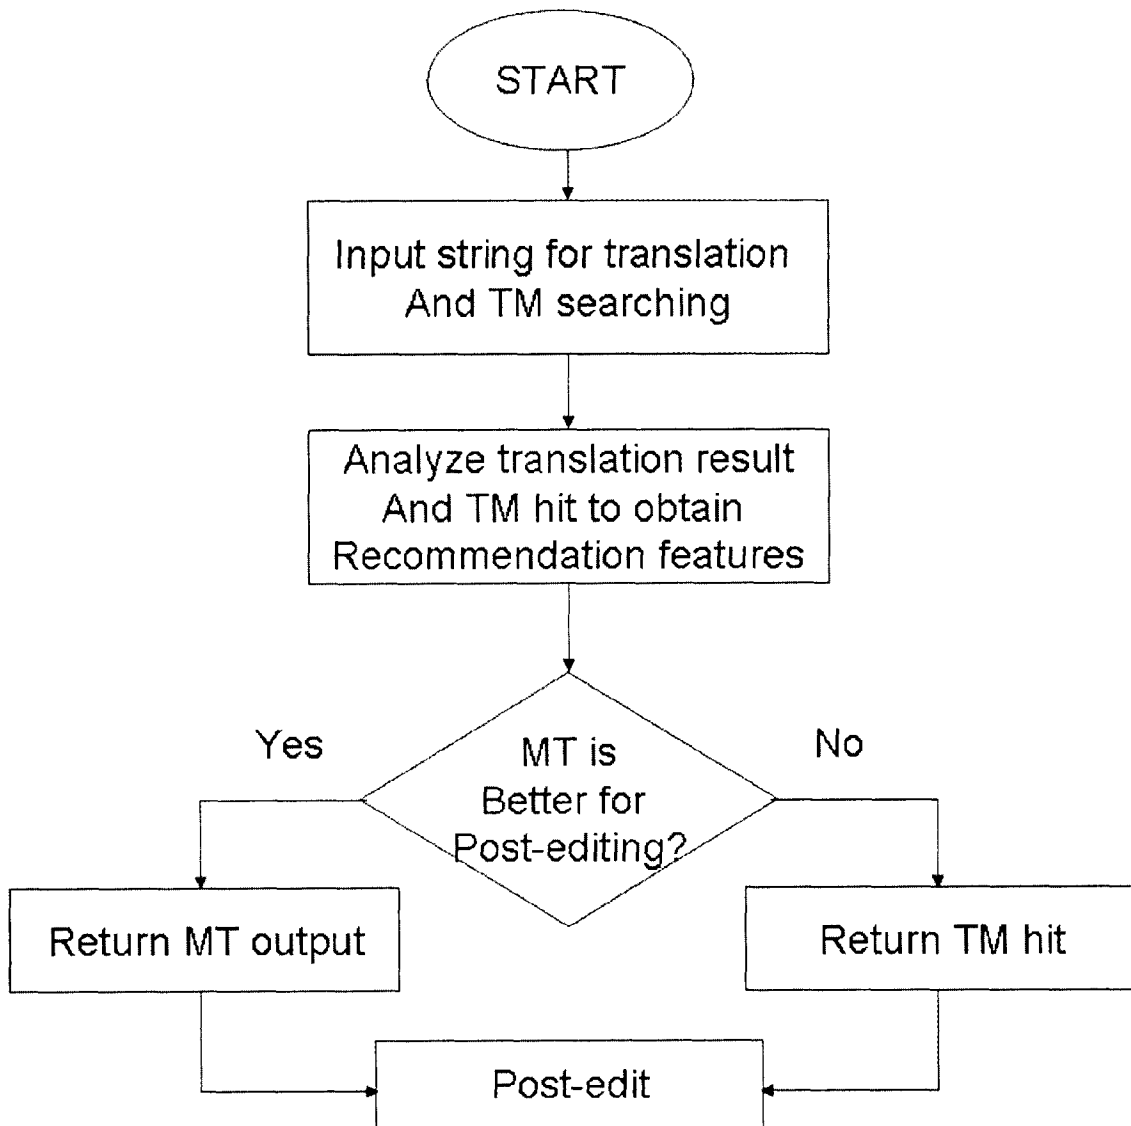 START
Input string for translation
And TM searching
Analyze translation result
And TM hit to obtain
Recommendation features
Yes
MT is
Better for
Post-editing?
No
Return MT output
Return TM hit
Post-edit